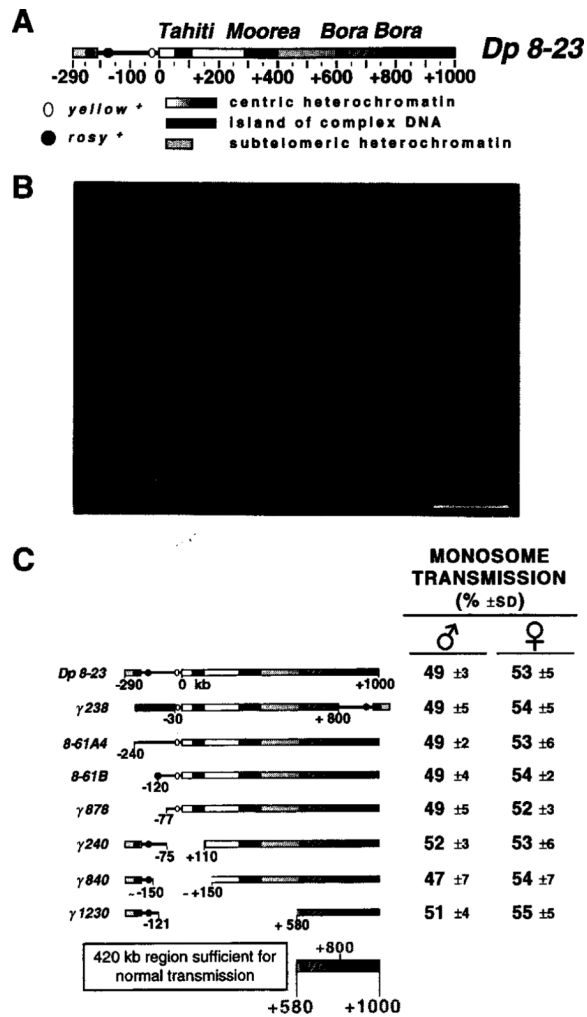 A
Tahiti Moorea Bora Bora
Dp 8-23
-290 -100 0 +200 +400 +600 +800 +1000
yellow + centric heterochromatin
rosy + island of complex DNA
subtelomeric heterochromatin
B
C
MONOSOME
TRANSMISSION
(% ±SD)
♂ ♀
Dp 8-23 49 ±3 53 ±5
-290 0 kb +1000
γ238 49 ±5 54 ±5
-30 +800
8-61A4 49 ±2 53 ±6
-240
8-61B 49 ±4 54 ±2
-120
γ878 49 ±5 52 ±3
-77
γ240 52 ±3 53 ±6
-75 +110
γ840 47 ±7 54 ±7
~-150 ~+150
γ1230 51 ±4 55 ±5
-121 +580
420 kb region sufficient for
normal transmission
+800
+580 +1000